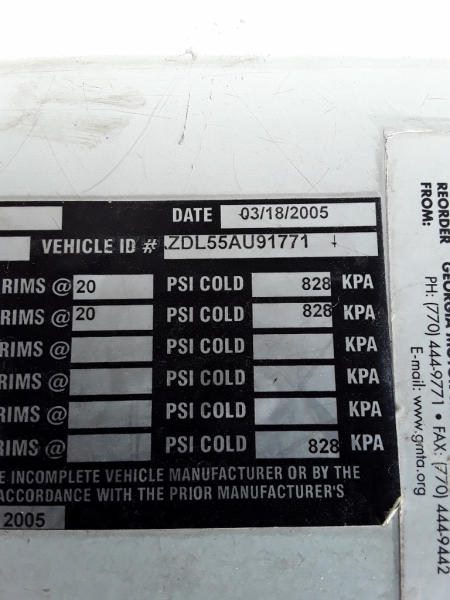 DATE 03/18/2005
VEHICLE ID # ZDL55AU91771
RIMS @ 20 PSI COLD 828 KPA
RIMS @ 20 PSI COLD 828 KPA
RIMS @ PSI COLD KPA
RIMS @ PSI COLD KPA
RIMS @ PSI COLD KPA
RIMS @ PSI COLD 828 KPA
E INCOMPLETE VEHICLE MANUFACTURER OR BY THE
ACCORDANCE WITH THE PRIOR MANUFACTURER'S
2005
REORDER
FROM:
GEORGIA MOTOR
PH: (770) 444-9771 • FAX: (770) 444-9442
E-mail: www.gmta.org